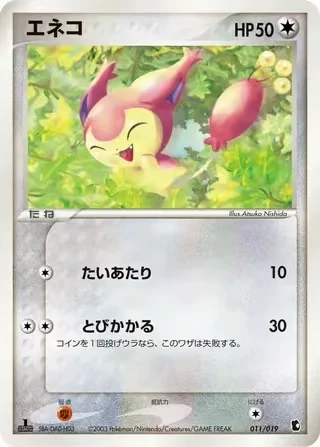 エネコ HP50
Illus.Atsuko Nishida
たね
たいあたり 10
とびかかる 30
コインを1回投げウラなら、このワザは失敗。
弱点 抵抗力 にげる
1 EDITION
©2003 Pokémon/Nintendo/Creatures/GAME FREAK
011/019